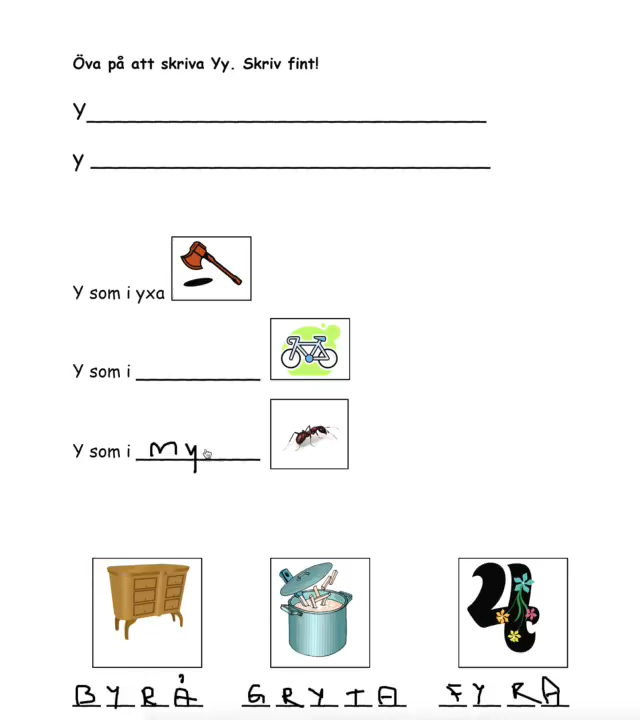 Öva på att skriva Yy. Skriv fint!
Y
y
Y som i yxa
Y som i
Y som i my
BYRÅ GRYTA FYRA